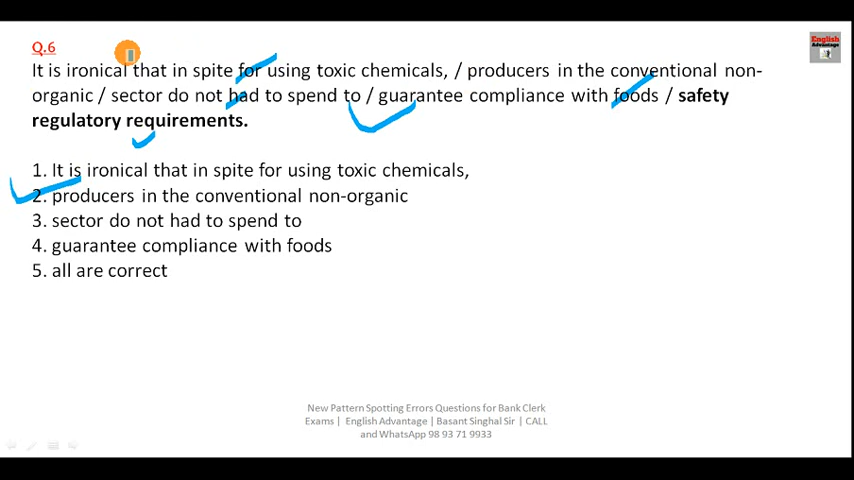 Q.6
English
Advantage
It is ironical that in spite for using toxic chemicals, / producers in the conventional non-
organic / sector do not had to spend to / guarantee compliance with foods / safety
regulatory requirements.
1. It is ironical that in spite for using toxic chemicals,
2. producers in the conventional non-organic
3. sector do not had to spend to
4. guarantee compliance with foods
5. all are correct
New Pattern Spotting Errors Questions for Bank Clerk
Exams | English Advantage | Basant Singhal Sir | CALL
and WhatsApp 98 93 71 9933